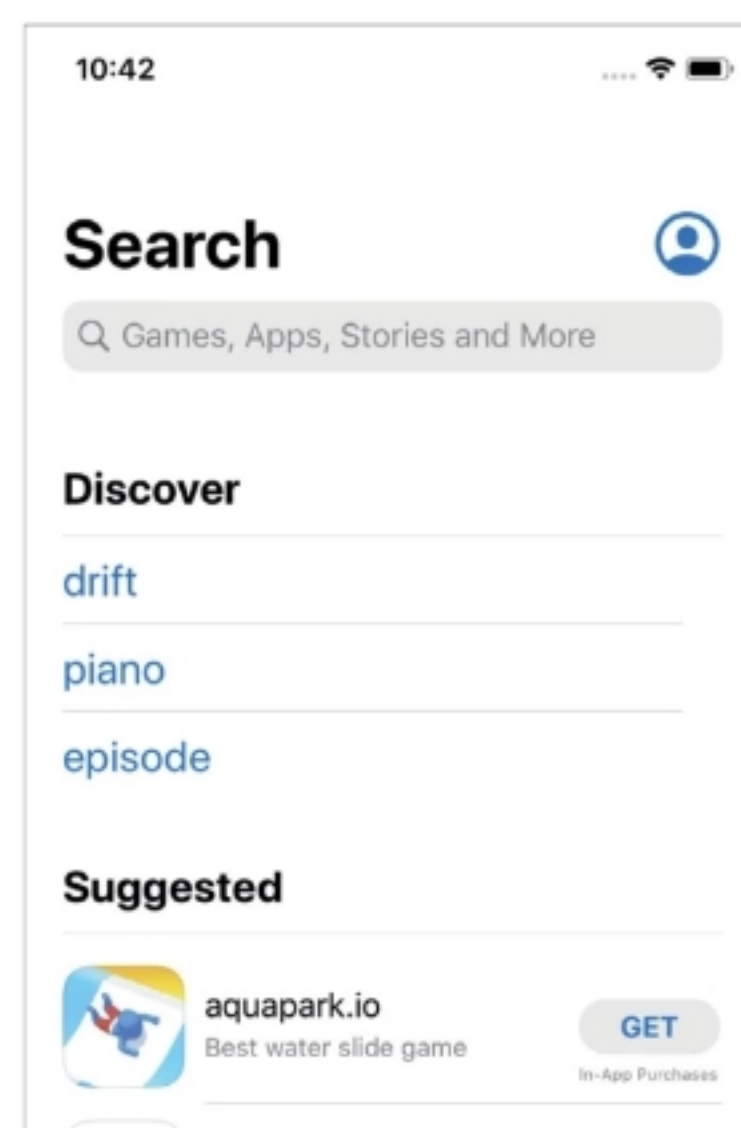 10:42
Search
Games, Apps, Stories and More
Discover
drift
piano
episode
Suggested
aquapark.io
Best water slide game
GET
In-App Purchases